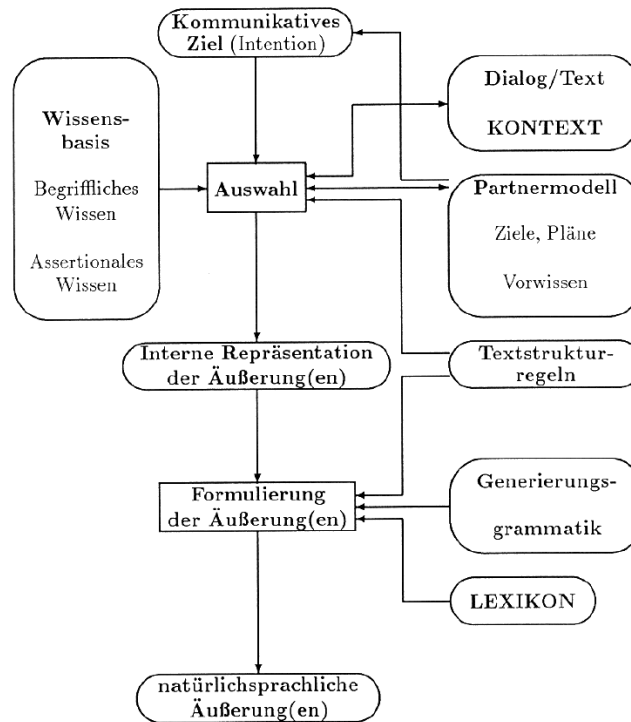 Kommunikatives
Ziel (Intention)
Wissens-
basis
Begriffliches
Wissen
Assertionales
Wissen
Dialog/Text
KONTEXT
Auswahl
Partnermodell
Ziele, Pläne
Vorwissen
Interne Repräsentation
der Äußerung(en)
Textstruktur-
regeln
Formulierung
der Äußerung(en)
Generierungs-
grammatik
LEXIKON
natürlichsprachliche
Äußerung(en)